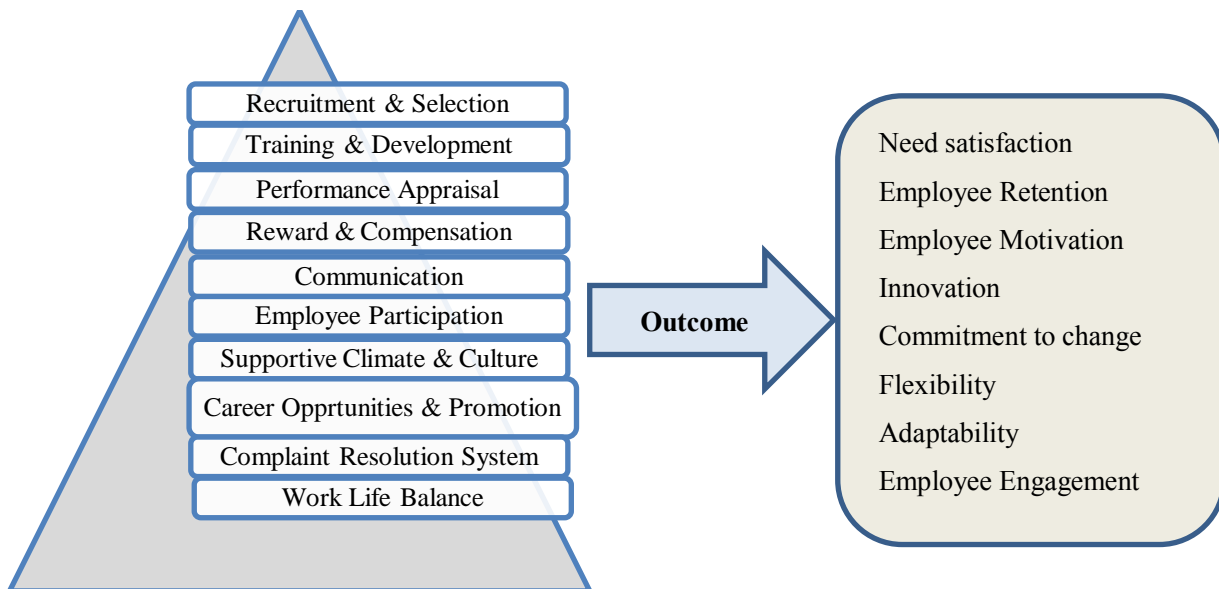 Recruitment & Selection
Training & Development
Performance Appraisal
Reward & Compensation
Communication
Employee Participation
Supportive Climate & Culture
Career Opprtunities & Promotion
Complaint Resolution System
Work Life Balance
Outcome
Need satisfaction
Employee Retention
Employee Motivation
Innovation
Commitment to change
Flexibility
Adaptability
Employee Engagement